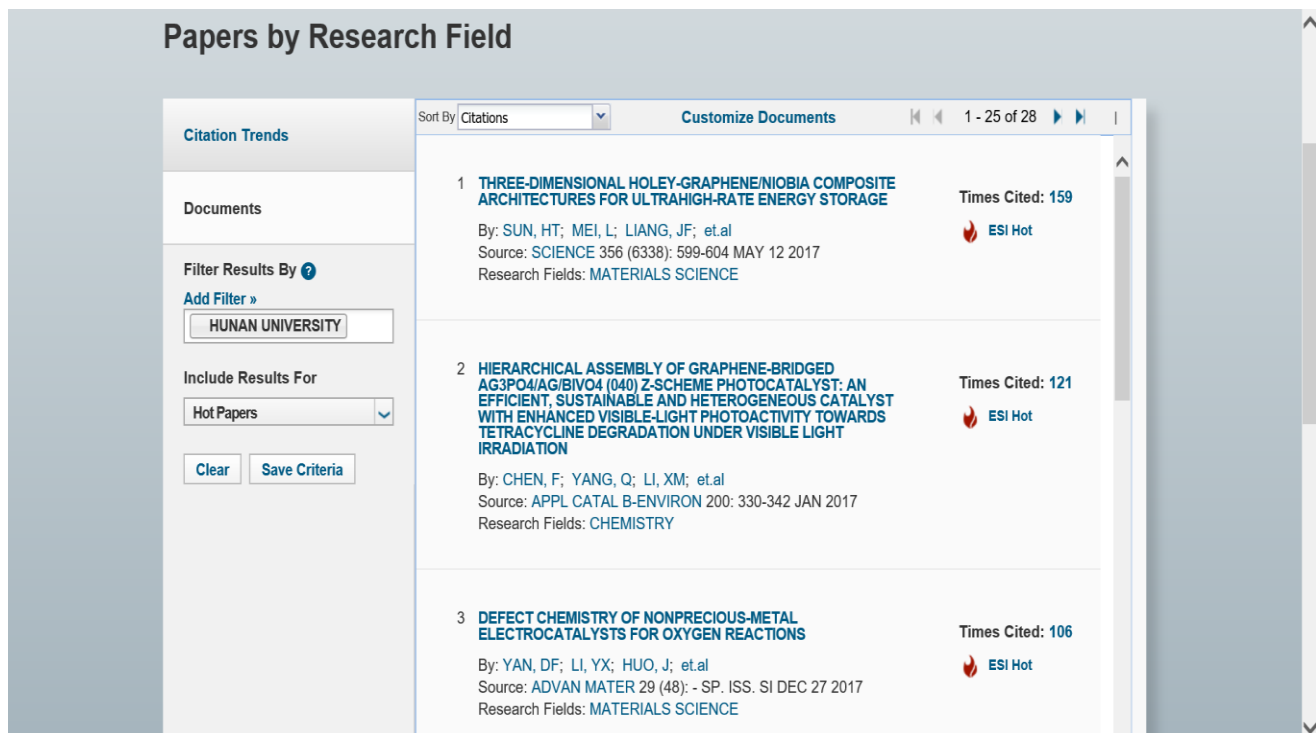 Papers by Research Field
Citation Trends
Documents
Filter Results By ?
Add Filter »
HUNAN UNIVERSITY
Include Results For
Hot Papers
Clear Save Criteria
Sort By Citations Customize Documents 1 - 25 of 28 |
1 THREE-DIMENSIONAL HOLEY-GRAPHENE/NIOBIA COMPOSITE
ARCHITECTURES FOR ULTRAHIGH-RATE ENERGY STORAGE
By: SUN, HT; MEI, L; LIANG, JF; et.al
Source: SCIENCE 356 (6338): 599-604 MAY 12 2017
Research Fields: MATERIALS SCIENCE
Times Cited: 159
ESI Hot
2 HIERARCHICAL ASSEMBLY OF GRAPHENE-BRIDGED
AG3PO4/AG/BIVO4 (040) Z-SCHEME PHOTOCATALYST: AN
EFFICIENT, SUSTAINABLE AND HETEROGENEOUS CATALYST
WITH ENHANCED VISIBLE-LIGHT PHOTOACTIVITY TOWARDS
TETRACYCLINE DEGRADATION UNDER VISIBLE LIGHT
IRRADIATION
By: CHEN, F; YANG, Q; LI, XM; et.al
Source: APPL CATAL B-ENVIRON 200: 330-342 JAN 2017
Research Fields: CHEMISTRY
Times Cited: 121
ESI Hot
3 DEFECT CHEMISTRY OF NONPRECIOUS-METAL
ELECTROCATALYSTS FOR OXYGEN REACTIONS
By: YAN, DF; LI, YX; HUO, J; et.al
Source: ADVAN MATER 29 (48): - SP. ISS. SI DEC 27 2017
Research Fields: MATERIALS SCIENCE
Times Cited: 106
ESI Hot